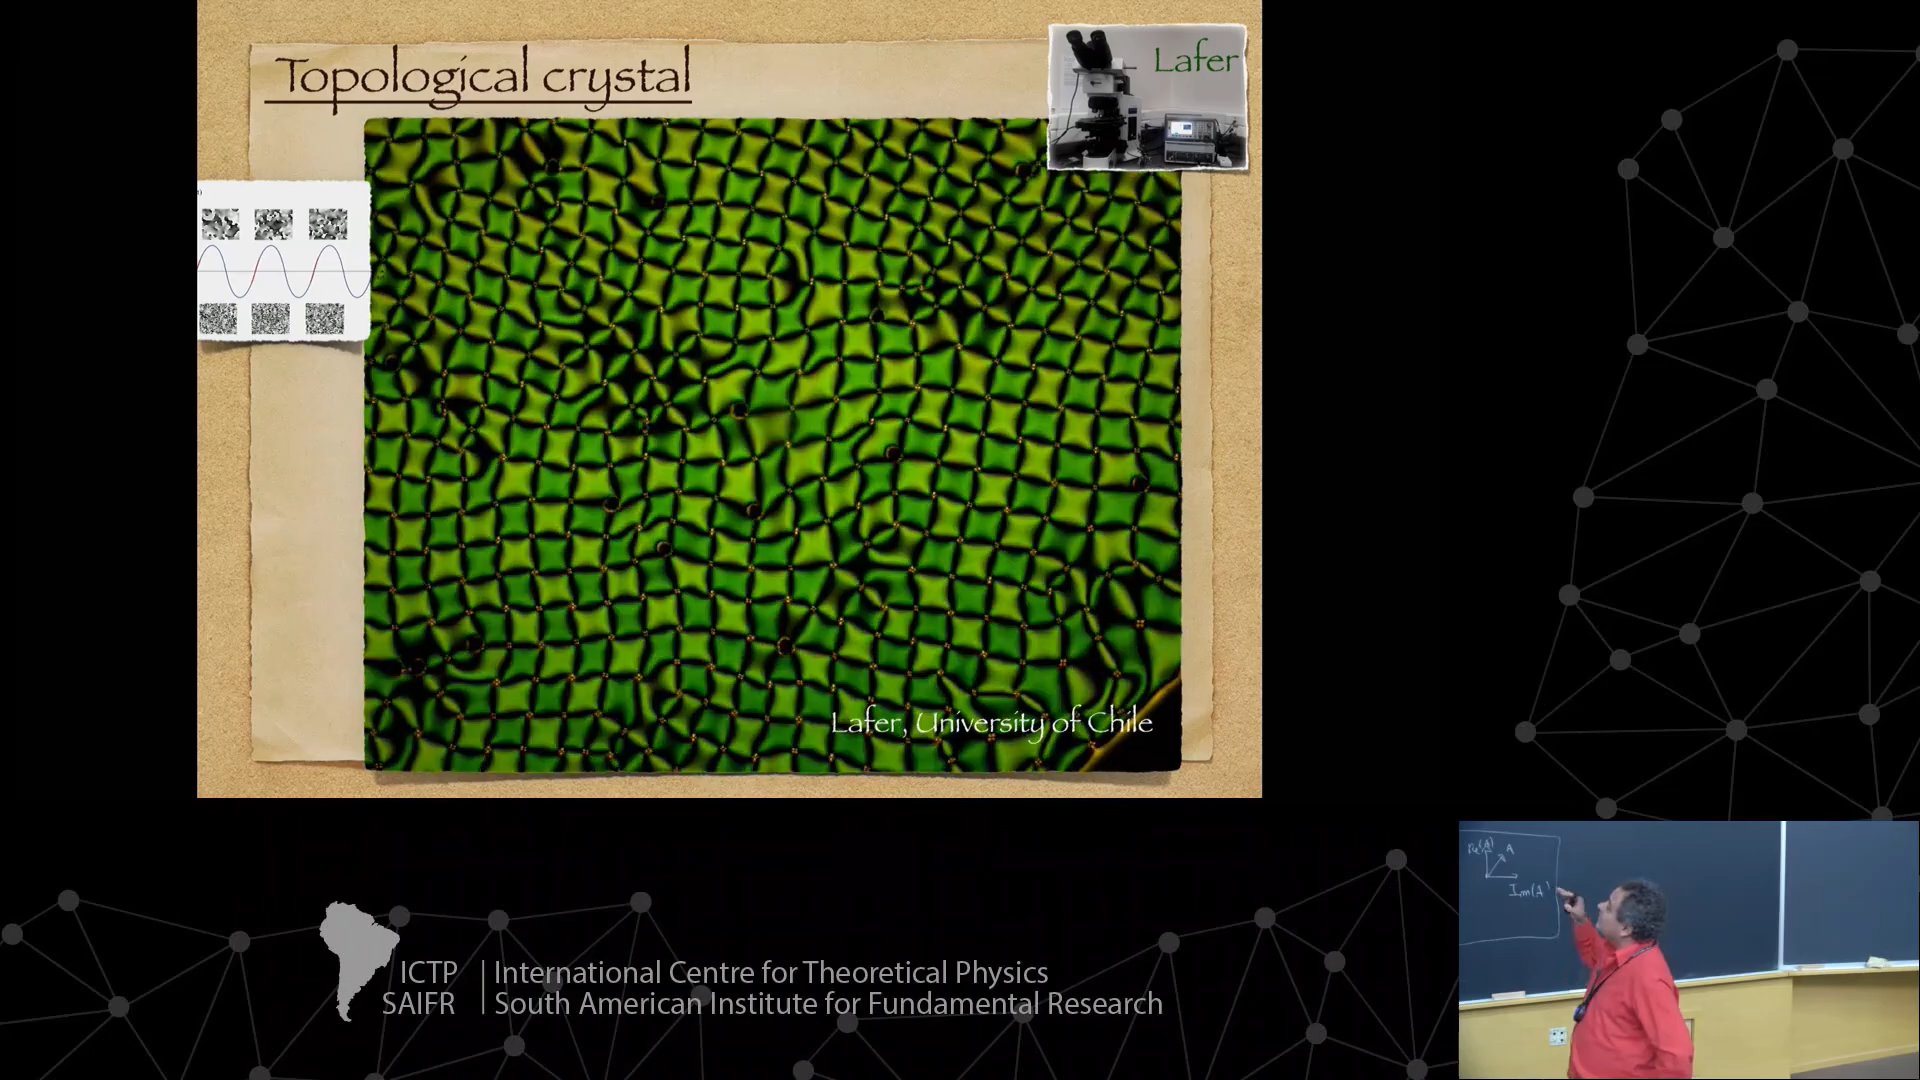 Topological crystal
Lafer
Lafer, University of Chile
ICTP
SAIFR
International Centre for Theoretical Physics
South American Institute for Fundamental Research
Re(A)
A
Im(A)